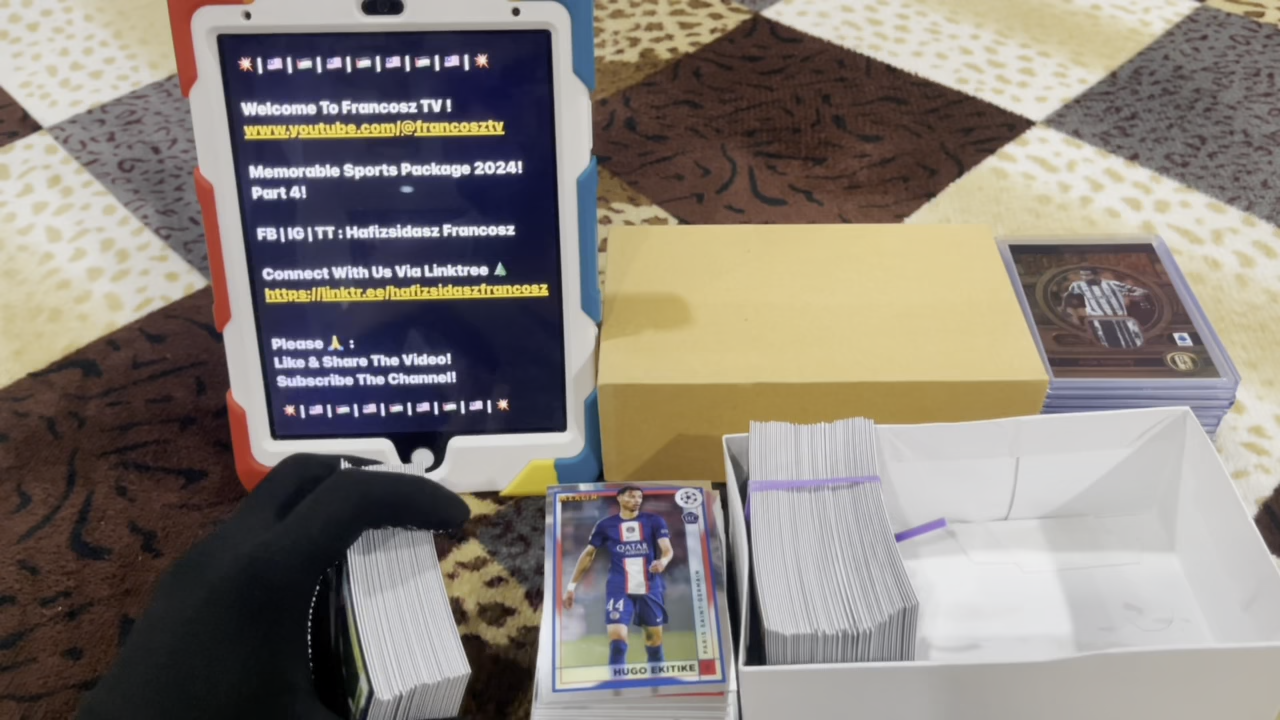 Welcome To Francosz TV !
www.youtube.com/@francosztv
Memorable Sports Package 2024!
Part 4!
FB | IG | TT : Hafizsidasz Francosz
Connect With Us Via Linktree
https://linktr.ee/hafizsidaszfrancosz
Please 🙏 :
Like & Share The Video!
Subscribe The Channel!
QATAR
AIRWAYS
44
PARIS SAINT-GERMAIN
HUGO EKITIKE